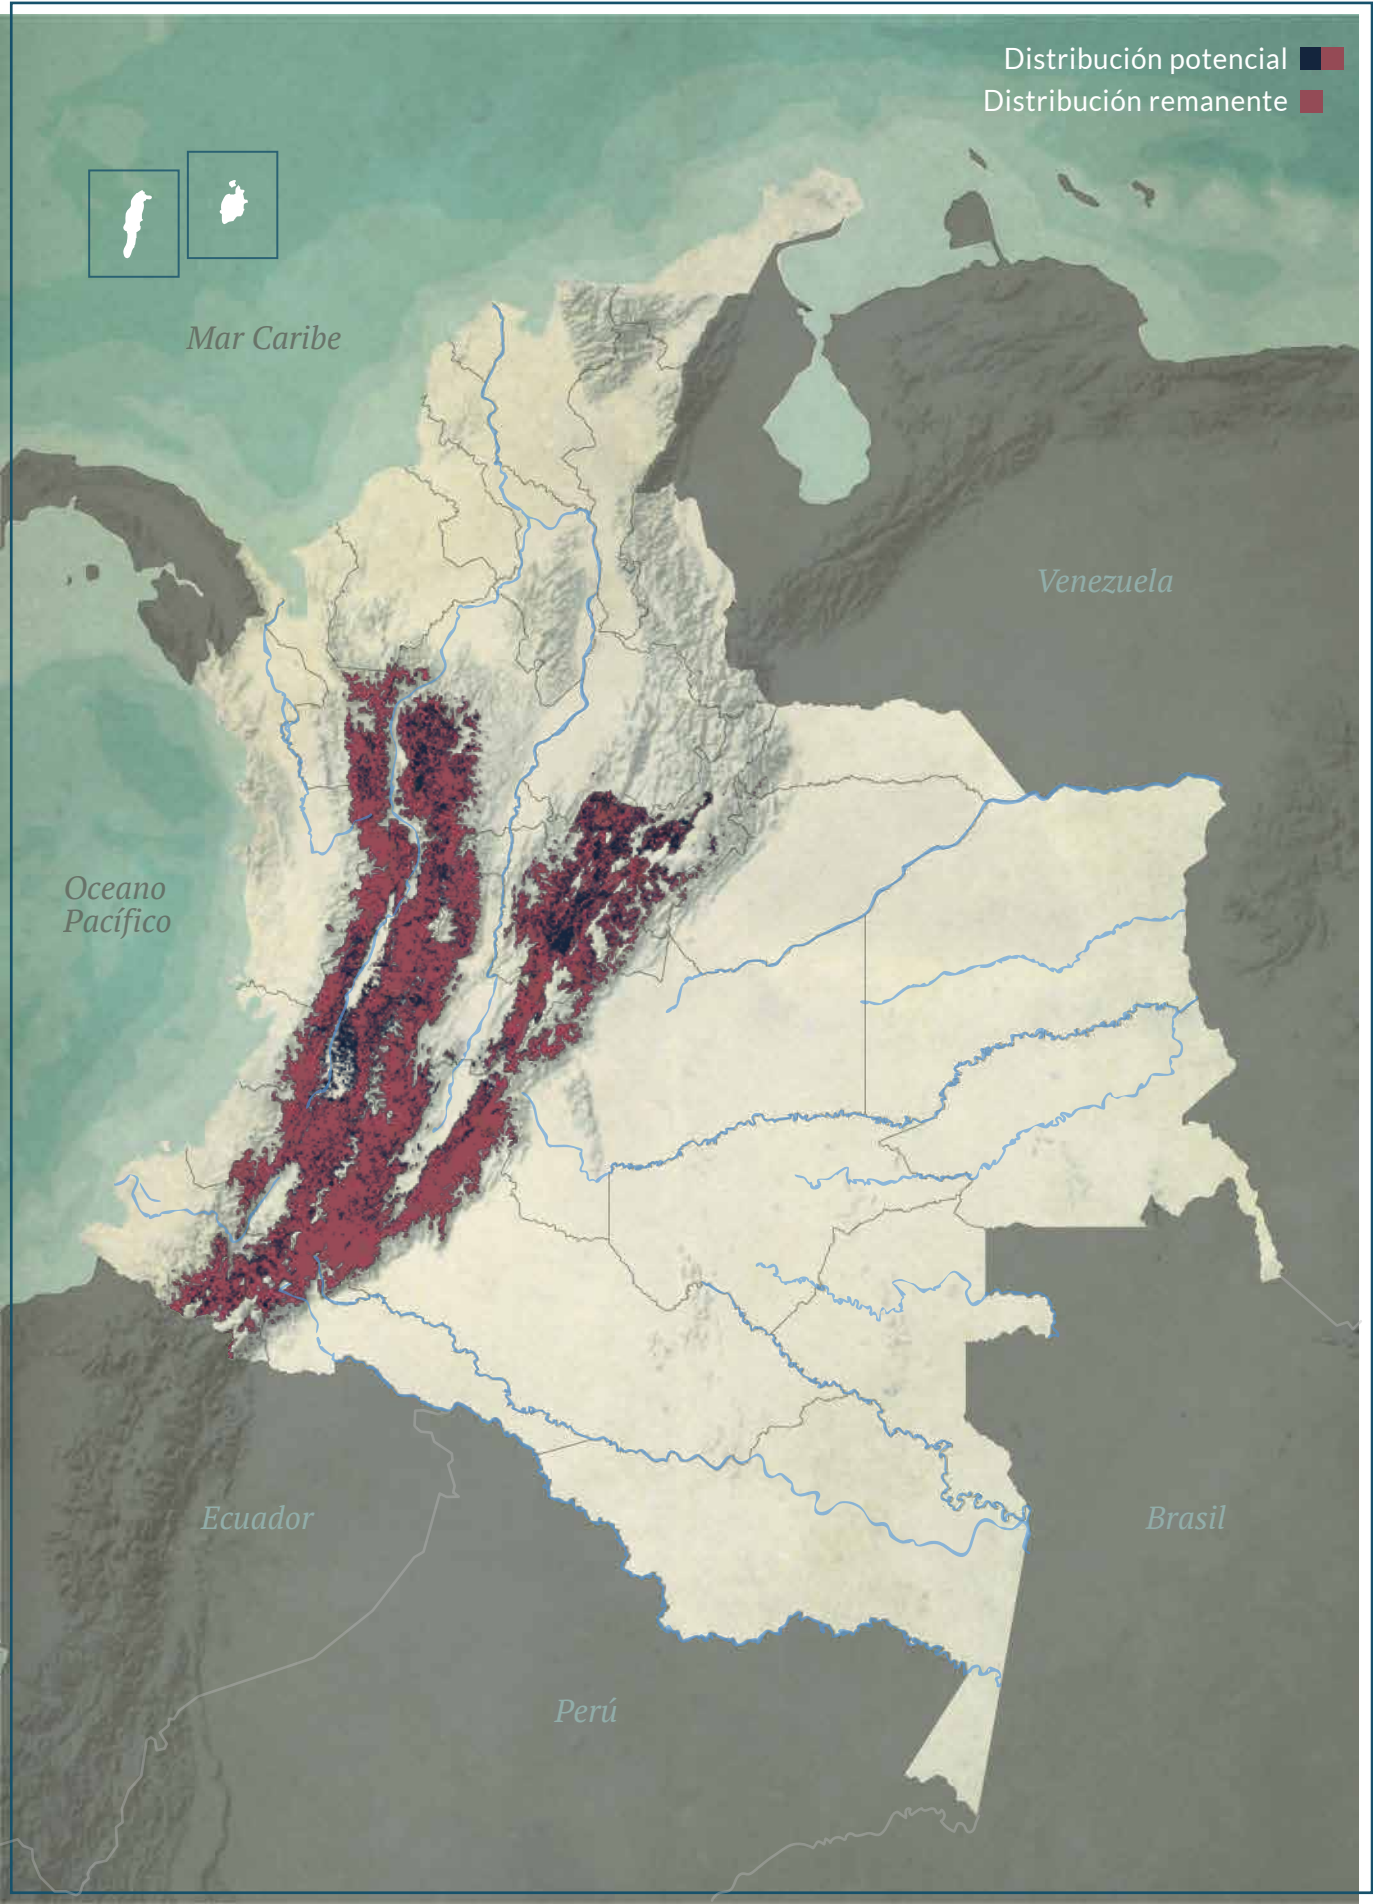 Distribución potencial
Distribución remanente
Mar Caribe
Venezuela
Oceano
Pacífico
Ecuador
Brasil
Perú